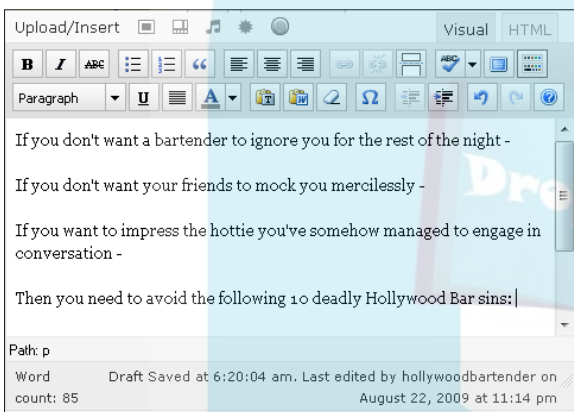 Upload/Insert Visual HTML
B I ABC ABC
Paragraph U A T W Ω
If you don't want a bartender to ignore you for the rest of the night -
If you don't want your friends to mock you mercilessly -
If you want to impress the hottie you've somehow managed to engage in
conversation -
Then you need to avoid the following 10 deadly Hollywood Bar sins:
Path: p
Word Draft Saved at 6:20:04 am. Last edited by hollywoodbartender on
count: 85 August 22, 2009 at 11:14 pm